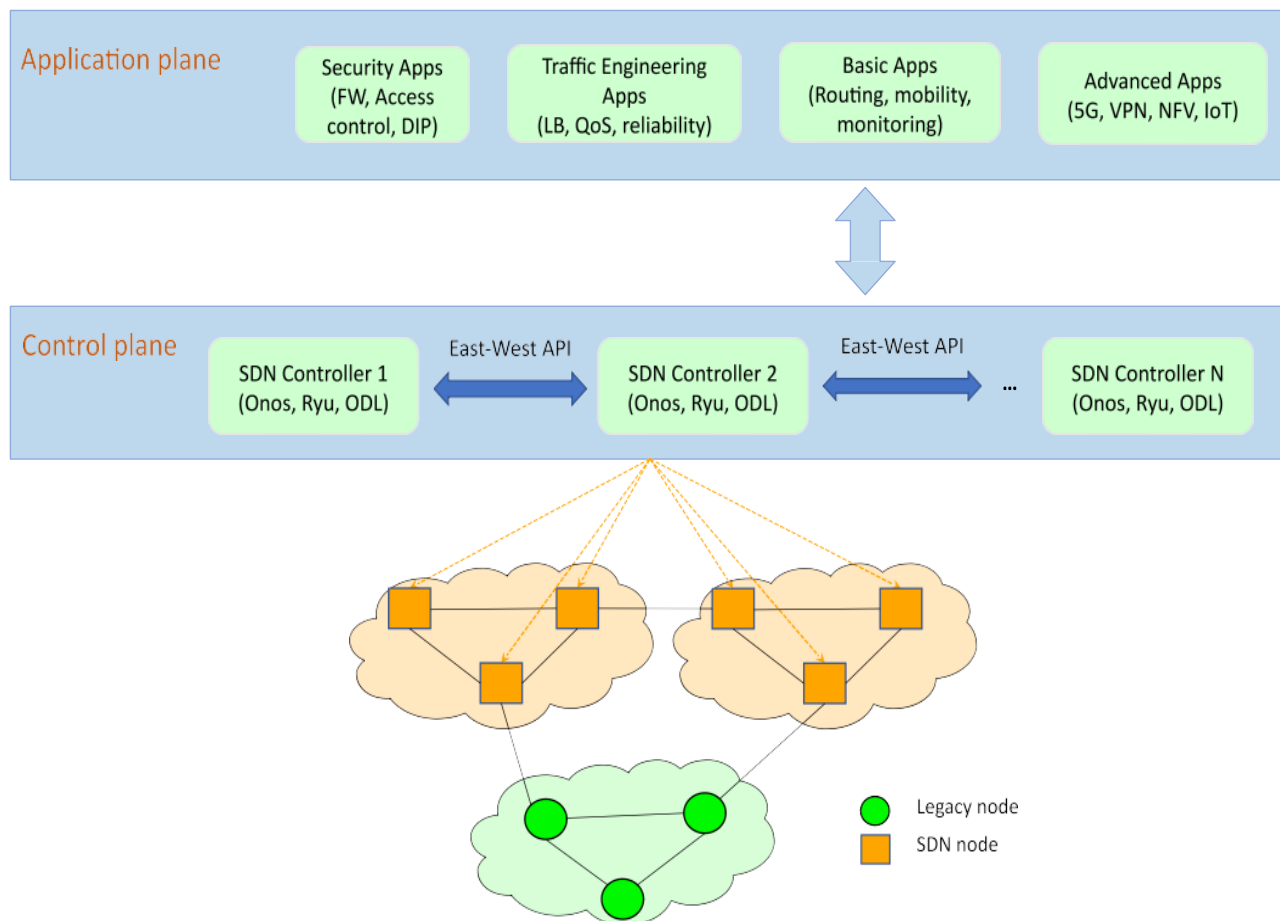 Application plane
Security Apps
(FW, Access
control, DIP)
Traffic Engineering
Apps
(LB, QoS, reliability)
Basic Apps
(Routing, mobility,
monitoring)
Advanced Apps
(5G, VPN, NFV, IoT)
Control plane
SDN Controller 1
(Onos, Ryu, ODL)
East-West API
SDN Controller 2
(Onos, Ryu, ODL)
East-West API
...
SDN Controller N
(Onos, Ryu, ODL)
Legacy node
SDN node